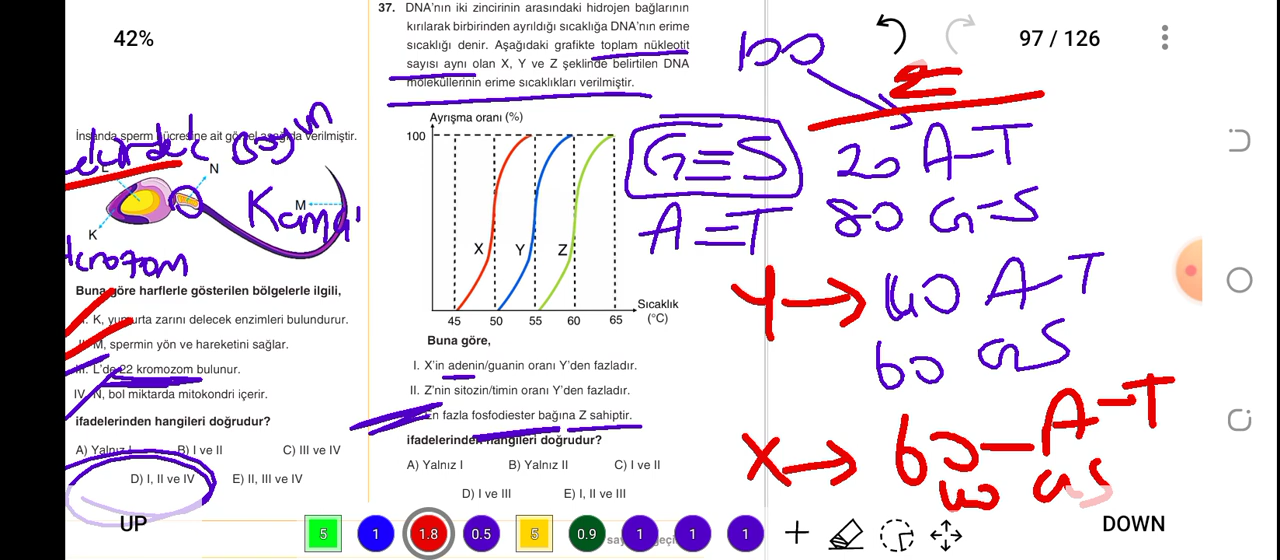 42%
97 / 126
İnsanda sperm hücresine ait görsel aşağıda verilmiştir.
Boyun
L
N
M
K
Kamçı
Buna göre harflerle gösterilen bölgelerle ilgili,
I. K, yumurta zarını delecek enzimleri bulundurur.
II. M, spermin yön ve hareketini sağlar.
III. L'de 22 kromozom bulunur.
IV. N, bol miktarda mitokondri içerir.
ifadelerinden hangileri doğrudur?
A) Yalnız I
B) I ve II
C) III ve IV
D) I, II ve IV
E) II, III ve IV
UP
37. DNA'nın iki zincirinin arasındaki hidrojen bağlarının
kırılarak birbirinden ayrıldığı sıcaklığa DNA'nın erime
sıcaklığı denir. Aşağıdaki grafikte toplam nükleotit
sayısı aynı olan X, Y ve Z şeklinde belirtilen DNA
moleküllerinin erime sıcaklıkları verilmiştir.
Ayrışma oranı (%)
100
X
Y
Z
Sıcaklık
(°C)
45 50 55 60 65
Buna göre,
I. X'in adenin/guanin oranı Y'den fazladır.
II. Z'nin sitozin/timin oranı Y'den fazladır.
En fazla fosfodiester bağına Z sahiptir.
ifadelerinden hangileri doğrudur?
A) Yalnız I
B) Yalnız II
C) I ve II
D) I ve III
E) I, II ve III
100
Z
G≡S
A=T
20 A-T
80 G-S
Y → 40 A-T
60 GS
X → 60 - A-T
40 GS
5 1 1.8 0.5 5 0.9 1 1 1
DOWN